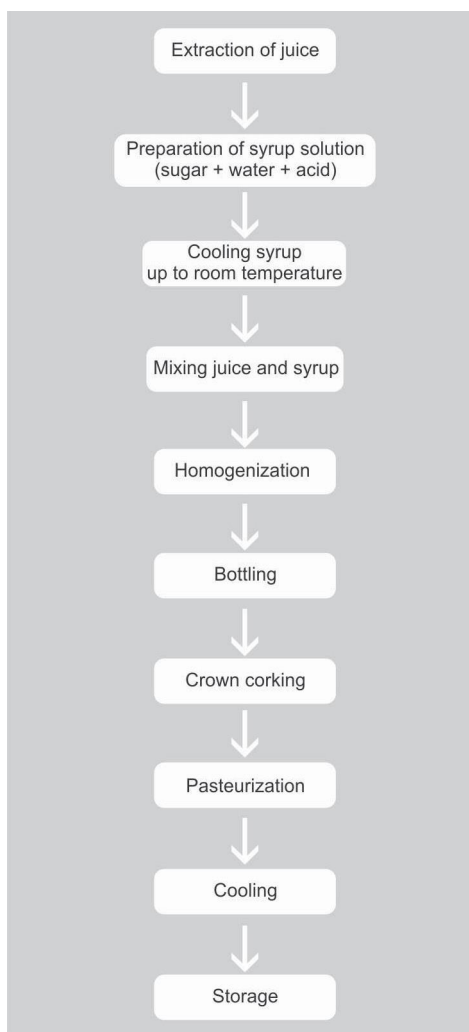 Extraction of juice
Preparation of syrup solution
(sugar + water + acid)
Cooling syrup
up to room temperature
Mixing juice and syrup
Homogenization
Bottling
Crown corking
Pasteurization
Cooling
Storage